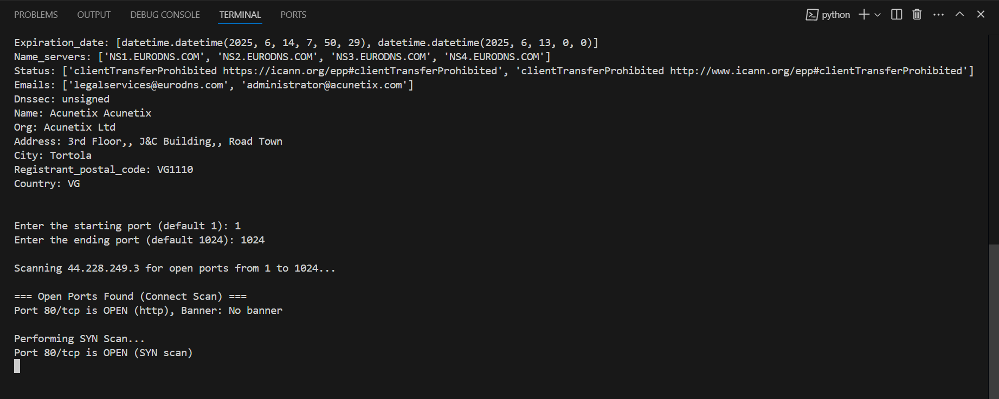 PROBLEMS OUTPUT DEBUG CONSOLE TERMINAL PORTS python
Expiration_date: [datetime.datetime(2025, 6, 14, 7, 50, 29), datetime.datetime(2025, 6, 13, 0, 0)]
Name_servers: ['NS1.EURODNS.COM', 'NS2.EURODNS.COM', 'NS3.EURODNS.COM', 'NS4.EURODNS.COM']
Status: ['clientTransferProhibited https://icann.org/epp#clientTransferProhibited', 'clientTransferProhibited http://www.icann.org/epp#clientTransferProhibited']
Emails: ['legalservices@eurodns.com', 'administrator@acunetix.com']
Dnssec: unsigned
Name: Acunetix Acunetix
Org: Acunetix Ltd
Address: 3rd Floor,, J&C Building,, Road Town
City: Tortola
Registrant_postal_code: VG1110
Country: VG
Enter the starting port (default 1): 1
Enter the ending port (default 1024): 1024
Scanning 44.228.249.3 for open ports from 1 to 1024...
=== Open Ports Found (Connect Scan) ===
Port 80/tcp is OPEN (http), Banner: No banner
Performing SYN Scan...
Port 80/tcp is OPEN (SYN scan)